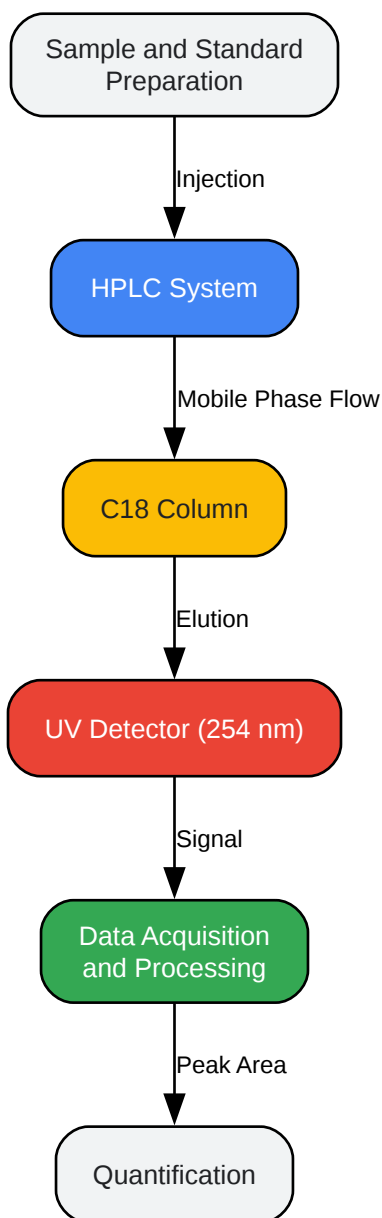 Sample and Standard
Preparation
Injection
HPLC System
Mobile Phase Flow
C18 Column
Elution
UV Detector (254 nm)
Signal
Data Acquisition
and Processing
Peak Area
Quantification